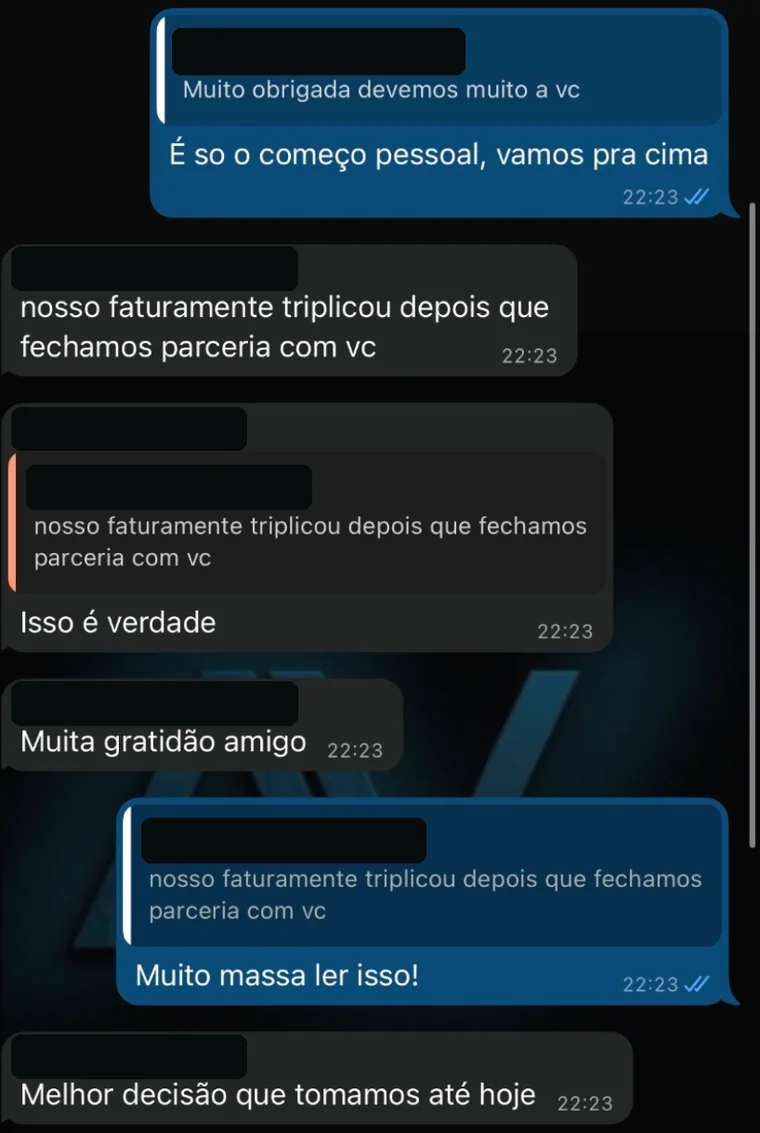 Muito obrigada devemos muito a vc
É so o começo pessoal, vamos pra cima
22:23
nosso faturamente triplicou depois que
fechamos parceria com vc
22:23
nosso faturamente triplicou depois que fechamos
parceria com vc
Isso é verdade
22:23
Muita gratidão amigo
22:23
nosso faturamente triplicou depois que fechamos
parceria com vc
Muito massa ler isso!
22:23
Melhor decisão que tomamos até hoje
22:23